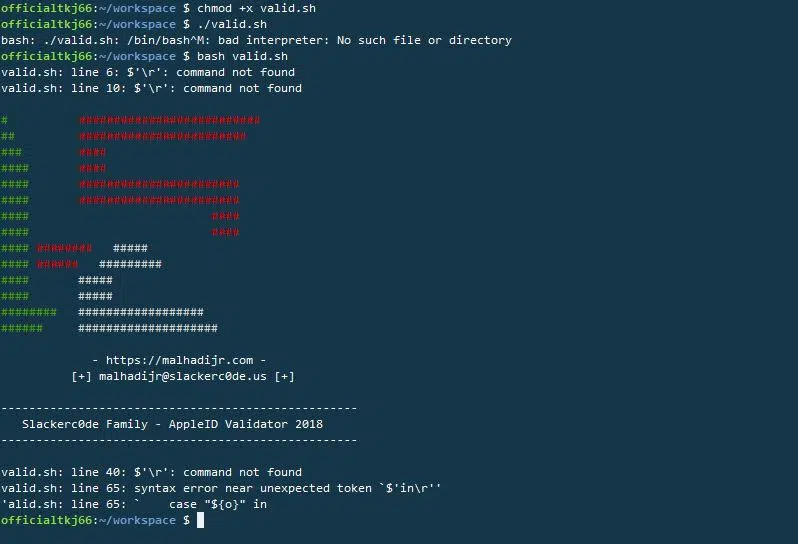 officialtkj66:~/workspace $ chmod +x valid.sh
officialtkj66:~/workspace $ ./valid.sh
bash: ./valid.sh: /bin/bash^M: bad interpreter: No such file or directory
officialtkj66:~/workspace $ bash valid.sh
valid.sh: line 6: $'\r': command not found
valid.sh: line 10: $'\r': command not found
# ##########################
## ########################
### ####
#### ####
#### #######################
#### #######################
#### ####
#### ####
#### ######## #####
#### ###### #########
#### #####
#### #####
######## ##################
###### ####################
- https://malhadijr.com -
[+] malhadijr@slackerc0de.us [+]
---------------------------------------------------
Slackerc0de Family - AppleID Validator 2018
---------------------------------------------------
valid.sh: line 40: $'\r': command not found
valid.sh: line 65: syntax error near unexpected token `$'in\r''
'alid.sh: line 65: `    case "${o}" in
officialtkj66:~/workspace $